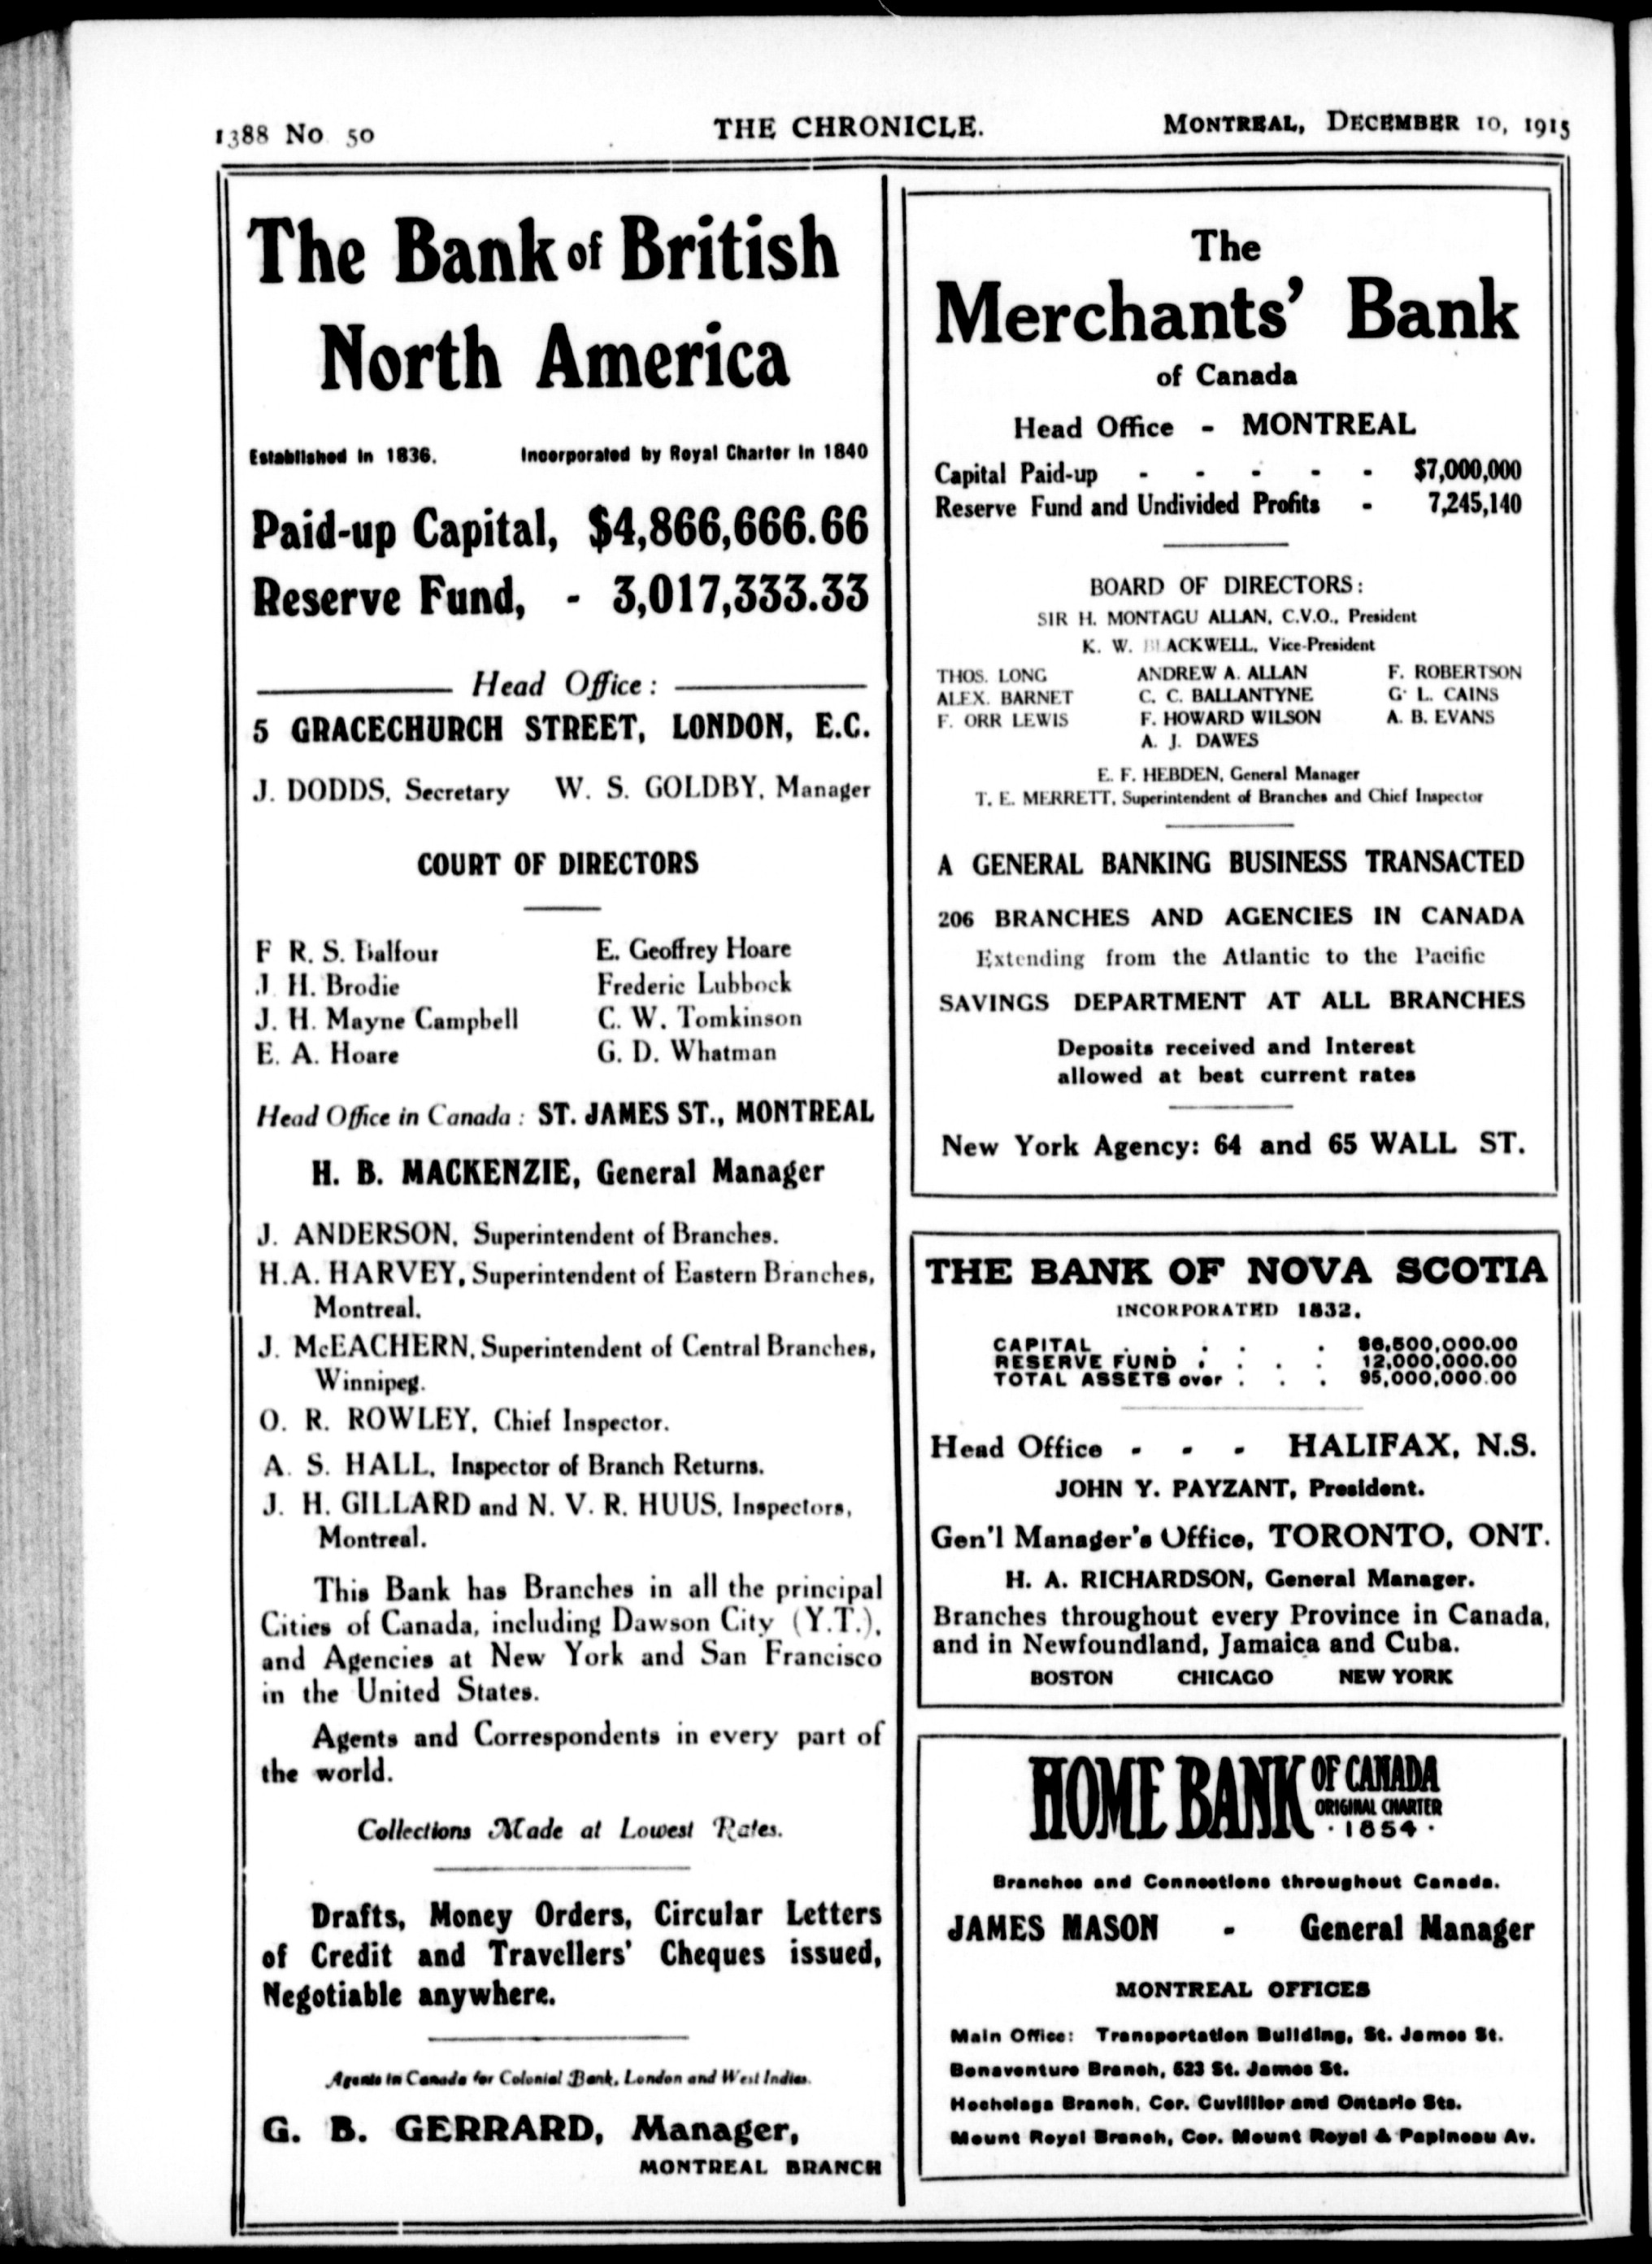 1388 No 50
THE CHRONICLE.
MONTREAL, DECEMBER 10, 1915
The Bank of British
North America
Established in 1836. Incorporated by Royal Charter in 1840
Paid-up Capital, $4,866,666.66
Reserve Fund, - 3,017,333.33
Head Office:
5 GRACECHURCH STREET, LONDON, E.C.
J. DODDS, Secretary W. S. GOLDBY, Manager
COURT OF DIRECTORS
F R. S. Balfour E. Geoffrey Hoare
J H. Brodie Frederic Lubbock
J. H. Mayne Campbell C. W. Tomkinson
E. A. Hoare G. D. Whatman
Head Office in Canada: ST. JAMES ST., MONTREAL
H. B. MACKENZIE, General Manager
J. ANDERSON, Superintendent of Branches.
H.A. HARVEY, Superintendent of Eastern Branches,
Montreal.
J. McEACHERN, Superintendent of Central Branches,
Winnipeg.
O. R. ROWLEY, Chief Inspector.
A. S. HALL, Inspector of Branch Returns.
J. H. GILLARD and N. V. R. HUUS, Inspectors,
Montreal.
This Bank has Branches in all the principal
Cities of Canada, including Dawson City (Y.T.),
and Agencies at New York and San Francisco
in the United States.
Agents and Correspondents in every part of
the world.
Collections Made at Lowest Rates.
Drafts, Money Orders, Circular Letters
of Credit and Travellers' Cheques issued,
Negotiable anywhere.
Agents in Canada for Colonial Bank, London and West Indies.
G. B. GERRARD, Manager,
MONTREAL BRANCH
The
Merchants' Bank
of Canada
Head Office - MONTREAL
Capital Paid-up - - - - - $7,000,000
Reserve Fund and Undivided Profits - 7,245,140
BOARD OF DIRECTORS:
SIR H. MONTAGU ALLAN, C.V.O., President
K. W. BLACKWELL, Vice-President
THOS. LONG ANDREW A. ALLAN F. ROBERTSON
ALEX. BARNET C. C. BALLANTYNE G. L. CAINS
F. ORR LEWIS F. HOWARD WILSON A. B. EVANS
A. J. DAWES
E. F. HEBDEN, General Manager
T. E. MERRETT, Superintendent of Branches and Chief Inspector
A GENERAL BANKING BUSINESS TRANSACTED
206 BRANCHES AND AGENCIES IN CANADA
Extending from the Atlantic to the Pacific
SAVINGS DEPARTMENT AT ALL BRANCHES
Deposits received and Interest
allowed at best current rates
New York Agency: 64 and 65 WALL ST.
THE BANK OF NOVA SCOTIA
INCORPORATED 1832.
CAPITAL . . . . . $6,500,000.00
RESERVE FUND . . . . 12,000,000.00
TOTAL ASSETS over . . . 95,000,000.00
Head Office - - - HALIFAX, N.S.
JOHN Y. PAYZANT, President.
Gen'l Manager's Office, TORONTO, ONT.
H. A. RICHARDSON, General Manager.
Branches throughout every Province in Canada,
and in Newfoundland, Jamaica and Cuba.
BOSTON CHICAGO NEW YORK
HOME BANK OF CANADA
ORIGINAL CHARTER
· 1854 ·
Branches and Connections throughout Canada.
JAMES MASON - General Manager
MONTREAL OFFICES
Main Office: Transportation Building, St. James St.
Bonaventure Branch, 523 St. James St.
Hochelaga Branch, Cor. Cuvillier and Ontario Sts.
Mount Royal Branch, Cor. Mount Royal & Papineau Av.